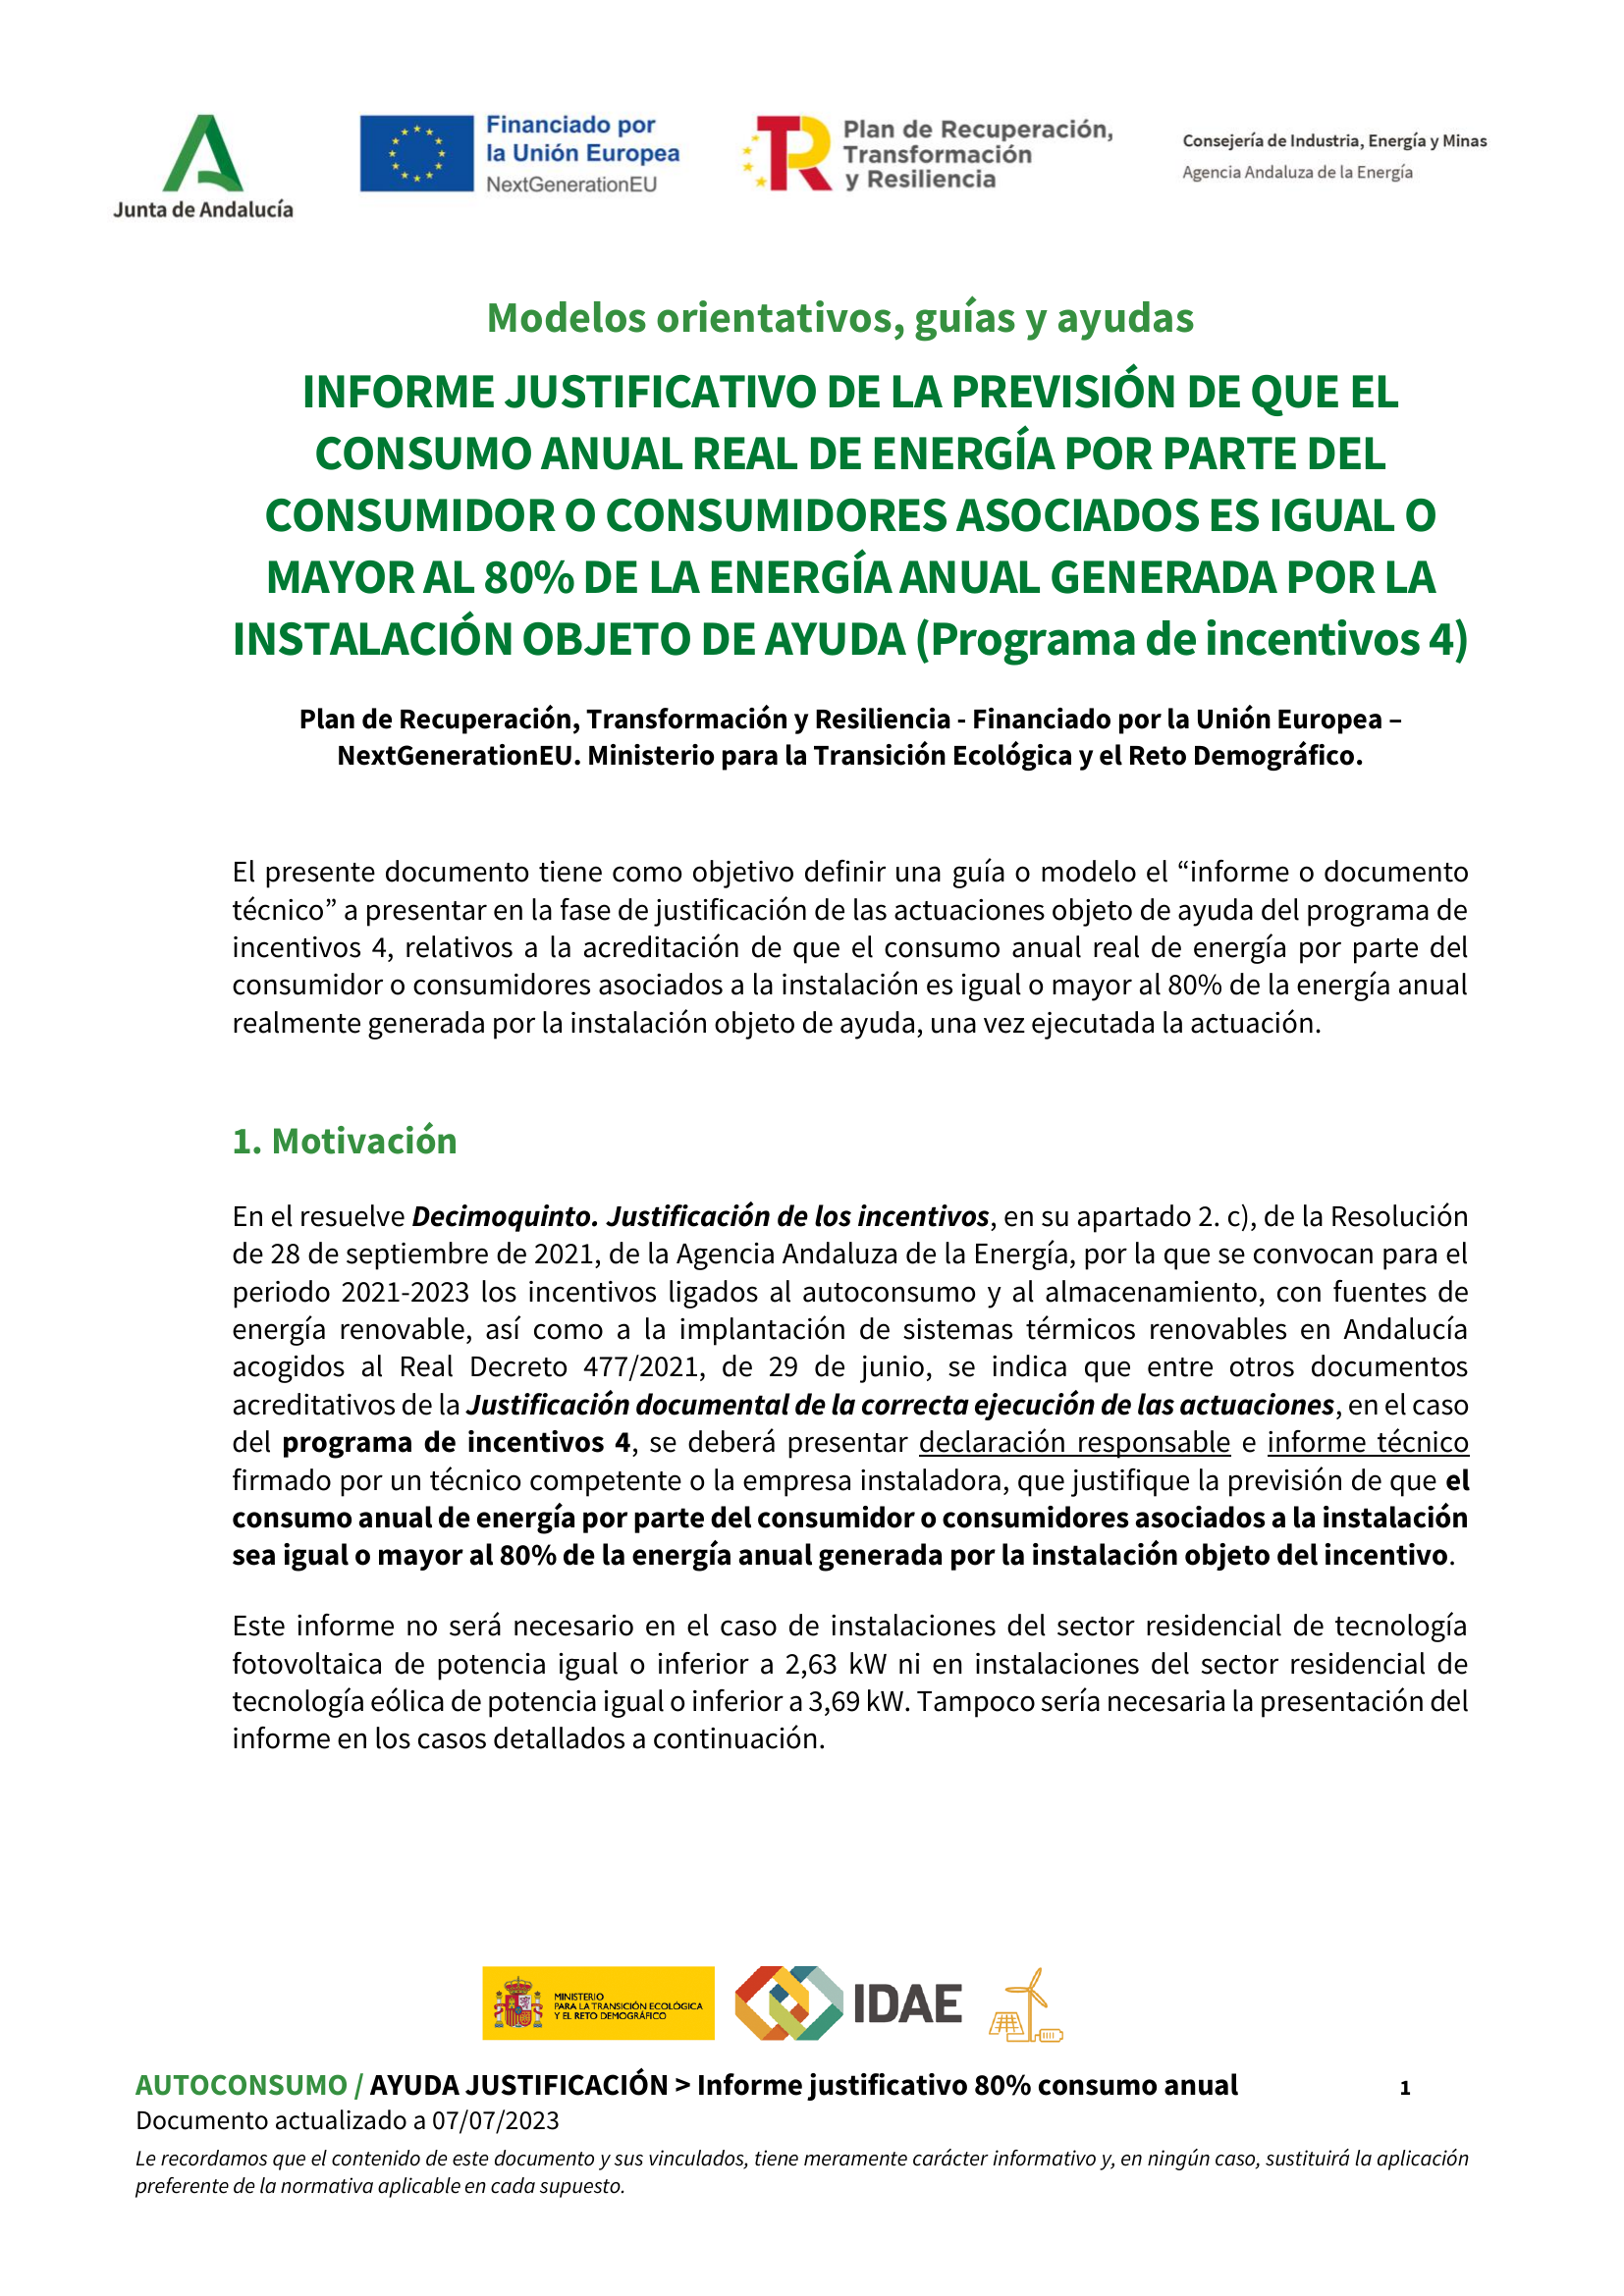 Junta de Andalucía
Financiado por
la Unión Europea
NextGenerationEU
Plan de Recuperación,
Transformación
y Resiliencia
Consejería de Industria, Energía y Minas
Agencia Andaluza de la Energía
Modelos orientativos, guías y ayudas
INFORME JUSTIFICATIVO DE LA PREVISIÓN DE QUE EL
CONSUMO ANUAL REAL DE ENERGÍA POR PARTE DEL
CONSUMIDOR O CONSUMIDORES ASOCIADOS ES IGUAL O
MAYOR AL 80% DE LA ENERGÍA ANUAL GENERADA POR LA
INSTALACIÓN OBJETO DE AYUDA (Programa de incentivos 4)
Plan de Recuperación, Transformación y Resiliencia - Financiado por la Unión Europea –
NextGenerationEU. Ministerio para la Transición Ecológica y el Reto Demográfico.
El presente documento tiene como objetivo definir una guía o modelo el “informe o documento
técnico” a presentar en la fase de justificación de las actuaciones objeto de ayuda del programa de
incentivos 4, relativos a la acreditación de que el consumo anual real de energía por parte del
consumidor o consumidores asociados a la instalación es igual o mayor al 80% de la energía anual
realmente generada por la instalación objeto de ayuda, una vez ejecutada la actuación.
1. Motivación
En el resuelve Decimoquinto. Justificación de los incentivos, en su apartado 2. c), de la Resolución
de 28 de septiembre de 2021, de la Agencia Andaluza de la Energía, por la que se convocan para el
periodo 2021-2023 los incentivos ligados al autoconsumo y al almacenamiento, con fuentes de
energía renovable, así como a la implantación de sistemas térmicos renovables en Andalucía
acogidos al Real Decreto 477/2021, de 29 de junio, se indica que entre otros documentos
acreditativos de la Justificación documental de la correcta ejecución de las actuaciones, en el caso
del programa de incentivos 4, se deberá presentar declaración responsable e informe técnico
firmado por un técnico competente o la empresa instaladora, que justifique la previsión de que el
consumo anual de energía por parte del consumidor o consumidores asociados a la instalación
sea igual o mayor al 80% de la energía anual generada por la instalación objeto del incentivo.
Este informe no será necesario en el caso de instalaciones del sector residencial de tecnología
fotovoltaica de potencia igual o inferior a 2,63 kW ni en instalaciones del sector residencial de
tecnología eólica de potencia igual o inferior a 3,69 kW. Tampoco sería necesaria la presentación del
informe en los casos detallados a continuación.
MINISTERIO
PARA LA TRANSICIÓN ECOLÓGICA
Y EL RETO DEMOGRÁFICO
IDAE
AUTOCONSUMO / AYUDA JUSTIFICACIÓN > Informe justificativo 80% consumo anual 1
Documento actualizado a 07/07/2023
Le recordamos que el contenido de este documento y sus vinculados, tiene meramente carácter informativo y, en ningún caso, sustituirá la aplicación
preferente de la normativa aplicable en cada supuesto.